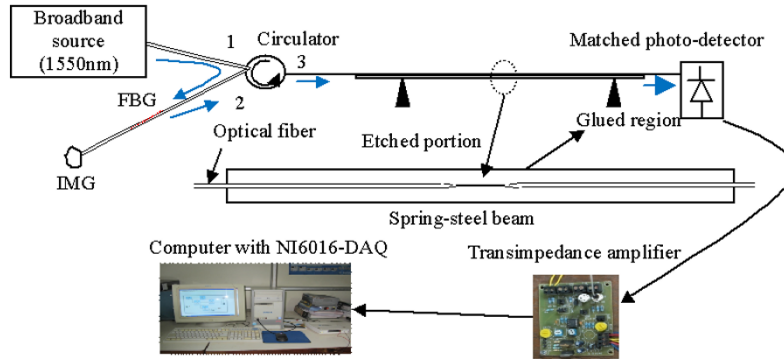 Broadband
source
(1550nm)
1
Circulator
3
Matched photo-detector
FBG
2
Optical fiber
Etched portion
Glued region
IMG
Spring-steel beam
Computer with NI6016-DAQ
Transimpedance amplifier